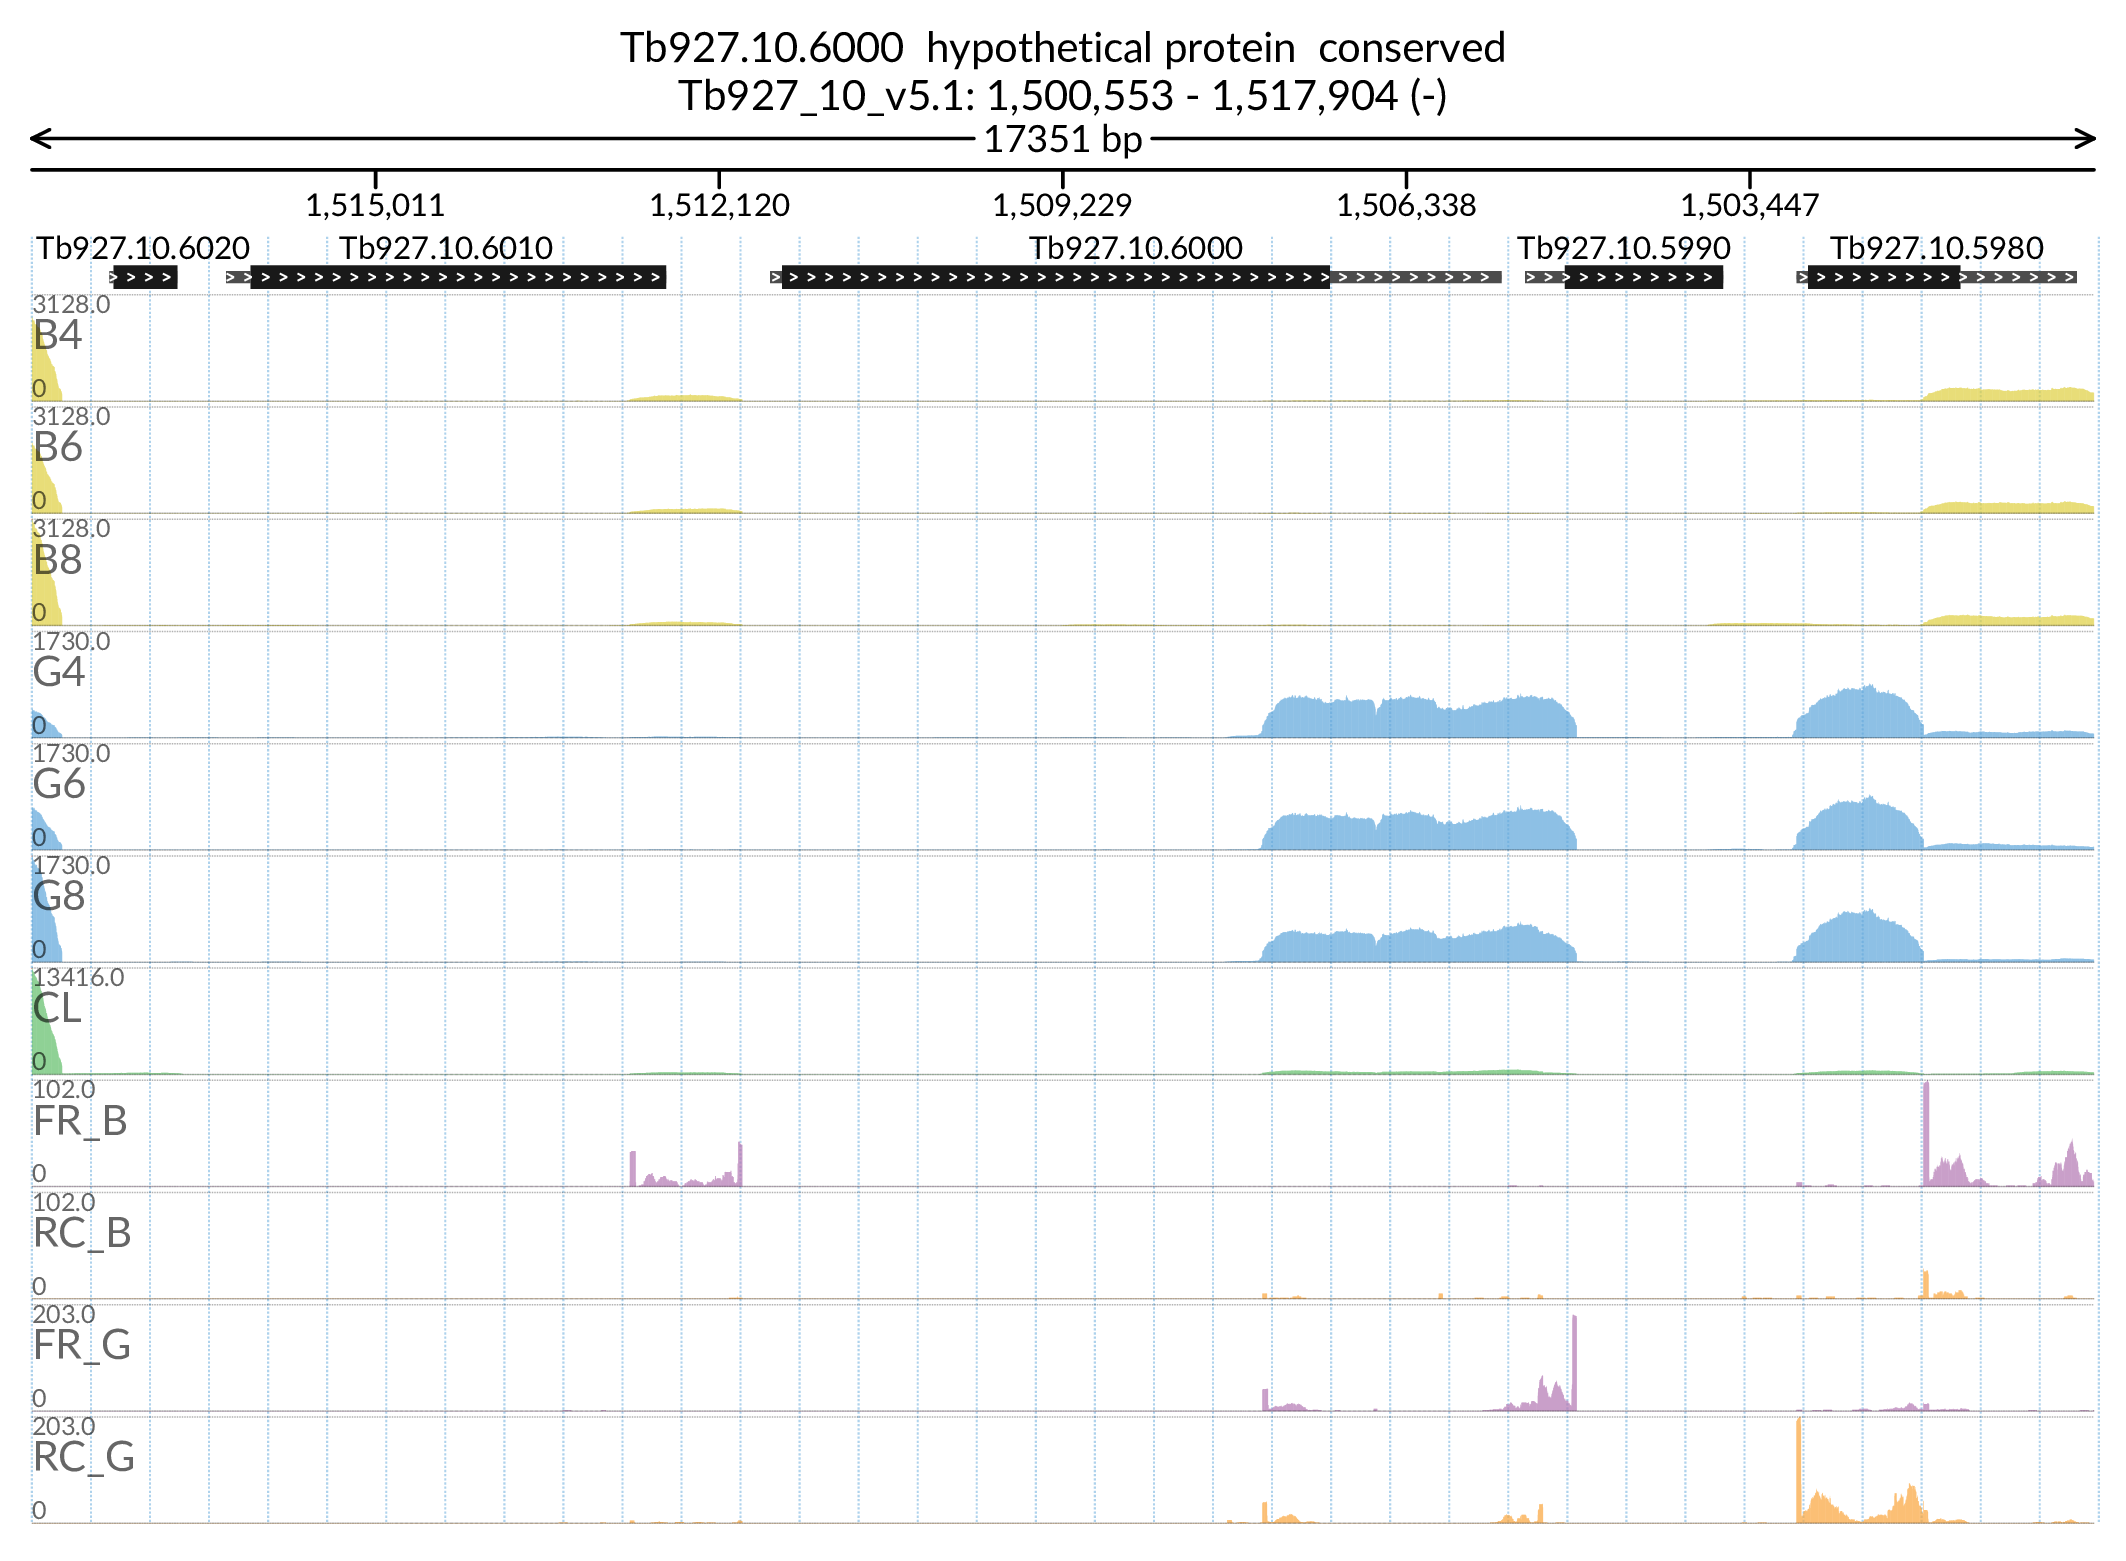 Tb927.10.6000 hypothetical protein conserved
Tb927_10_v5.1: 1,500,553 - 1,517,904 (-)
17351 bp
1,515,011 1,512,120 1,509,229 1,506,338 1,503,447
Tb927.10.6020 Tb927.10.6010 Tb927.10.6000 Tb927.10.5990 Tb927.10.5980
3128.0
B4
0
3128.0
B6
0
3128.0
B8
0
1730.0
G4
0
1730.0
G6
0
1730.0
G8
0
13416.0
CL
0
102.0
FR_B
0
102.0
RC_B
0
203.0
FR_G
0
203.0
RC_G
0